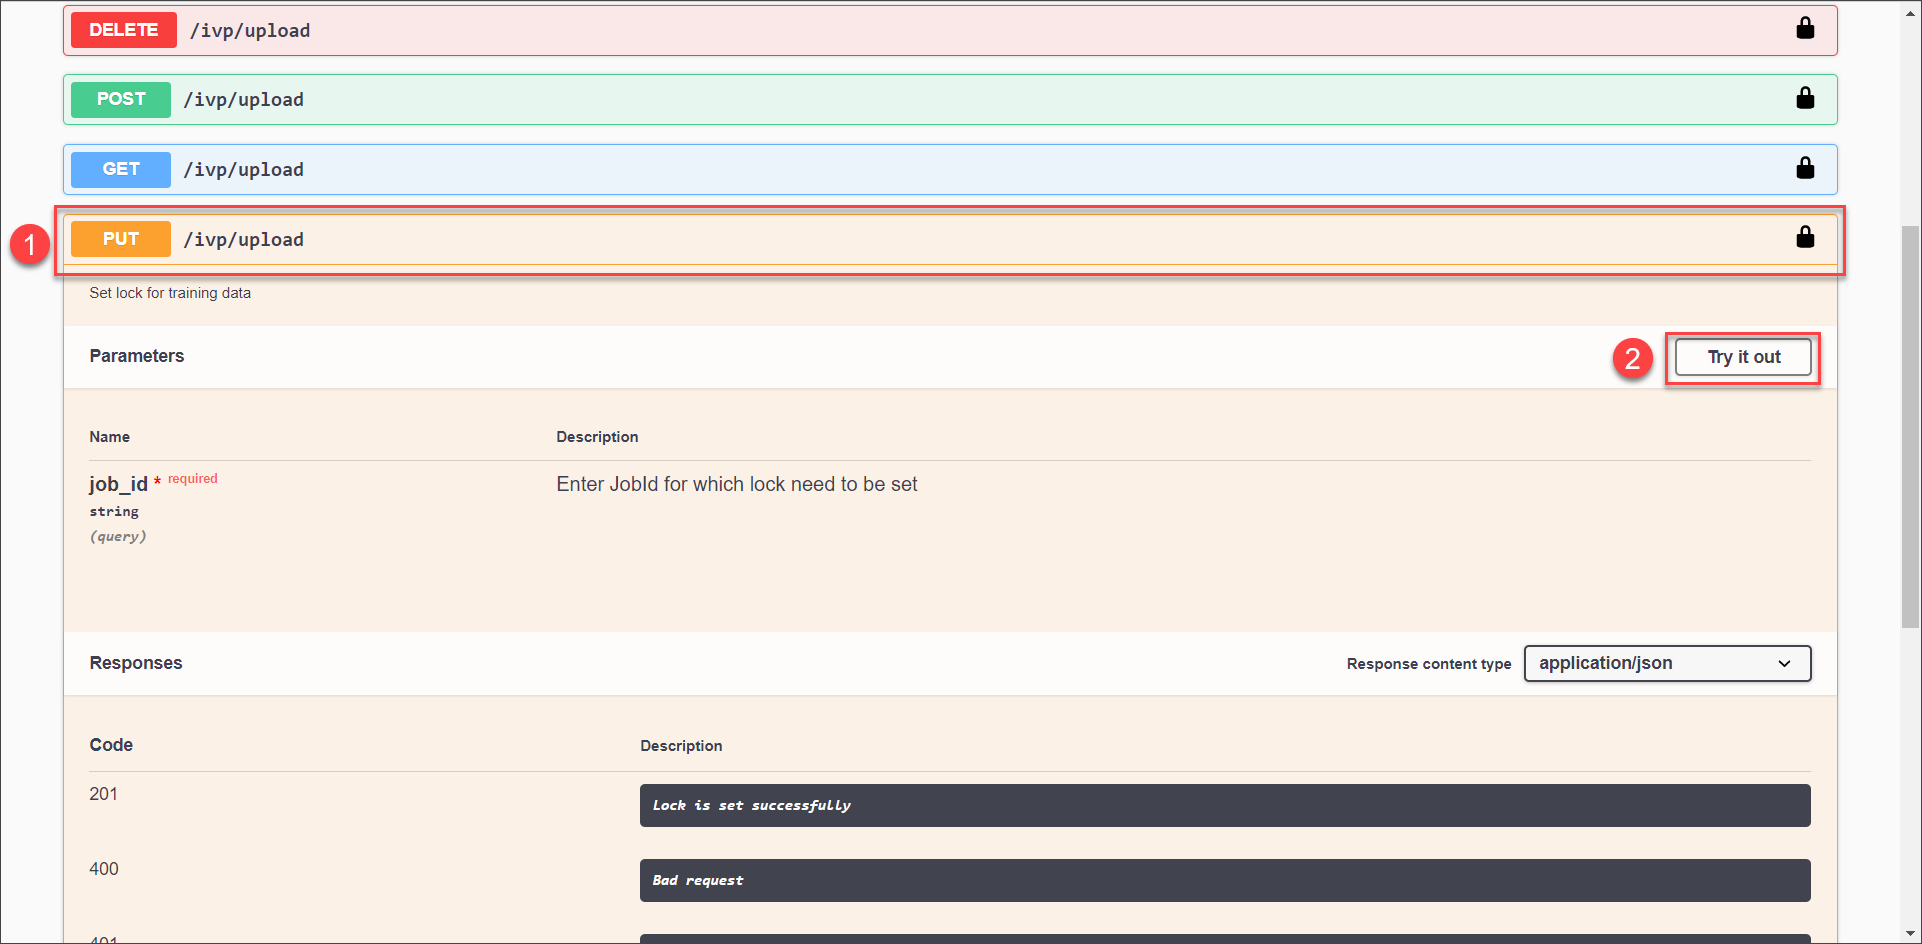 DELETE /ivp/upload
POST /ivp/upload
GET /ivp/upload
1 PUT /ivp/upload
Set lock for training data
Parameters 2 Try it out
Name Description
job_id * required Enter JobId for which lock need to be set
string
(query)
Responses Response content type application/json
Code Description
201 Lock is set successfully
400 Bad request
401